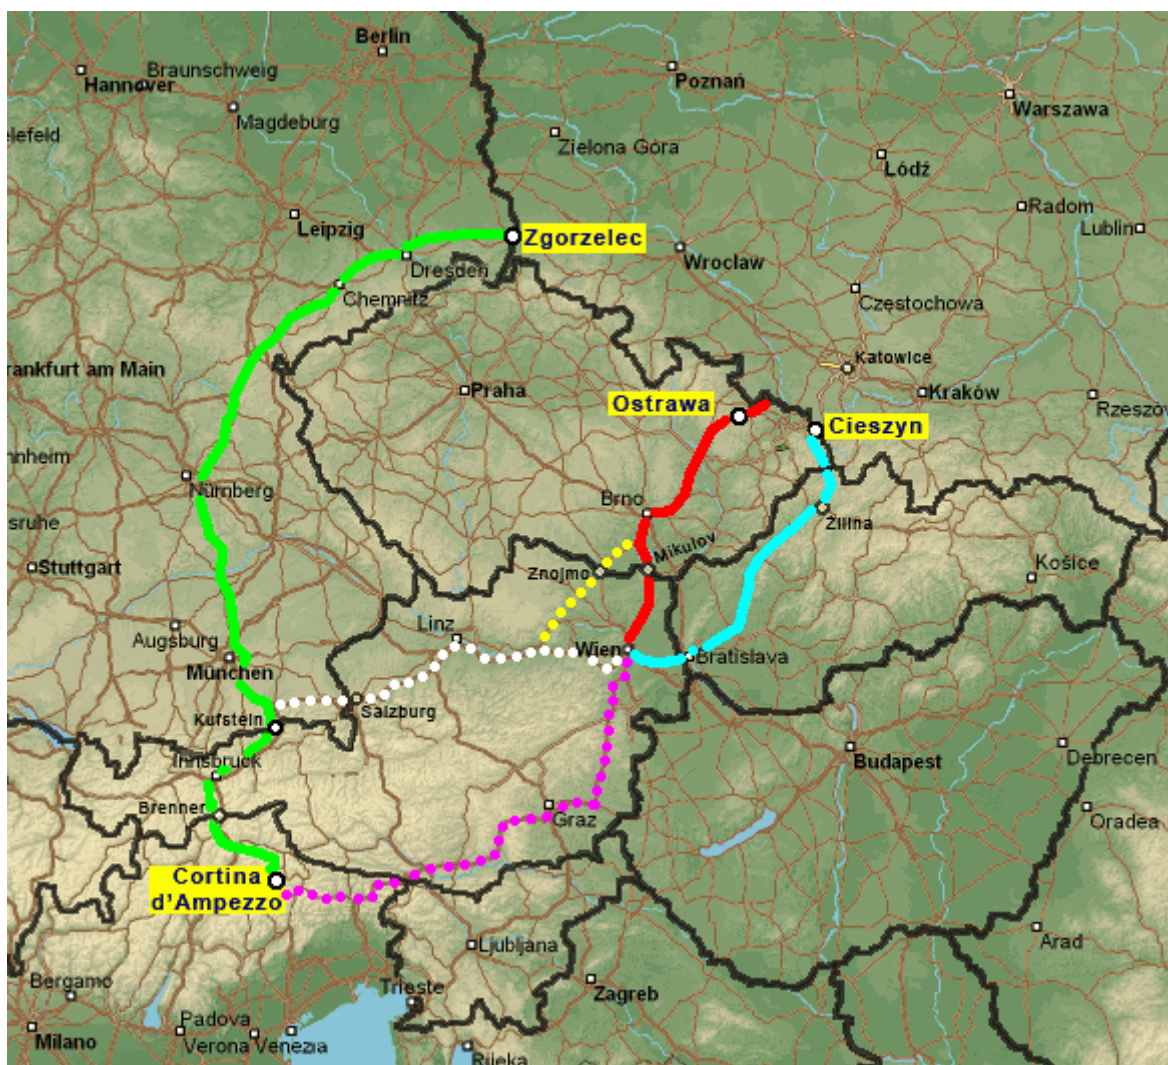 Berlin
Hannover
Braunschweig
Poznań
Warszawa
Magdeburg
elefeld
Zielona Góra
Łódź
Leipzig
Radom
Lublin
Zgorzelec
Wrocław
Dresden
Chemnitz
Częstochowa
rankfurt am Main
Katowice
Praha
Kraków
Ostrawa
Rzeszów
Cieszyn
nnheim
Nürnberg
Brno
Žilina
lsruhe
Mikulov
Stuttgart
Znojmo
Košice
Linz
Augsburg
Wien
Bratislava
München
Salzburg
Kufstein
Innsbruck
Budapest
Debrecen
Brenner
Graz
Oradea
Cortina
d'Ampezzo
Ljubljana
Arad
Bergamo
Trieste
Zagreb
Padova
Milano
Verona
Venezia
Rijeka